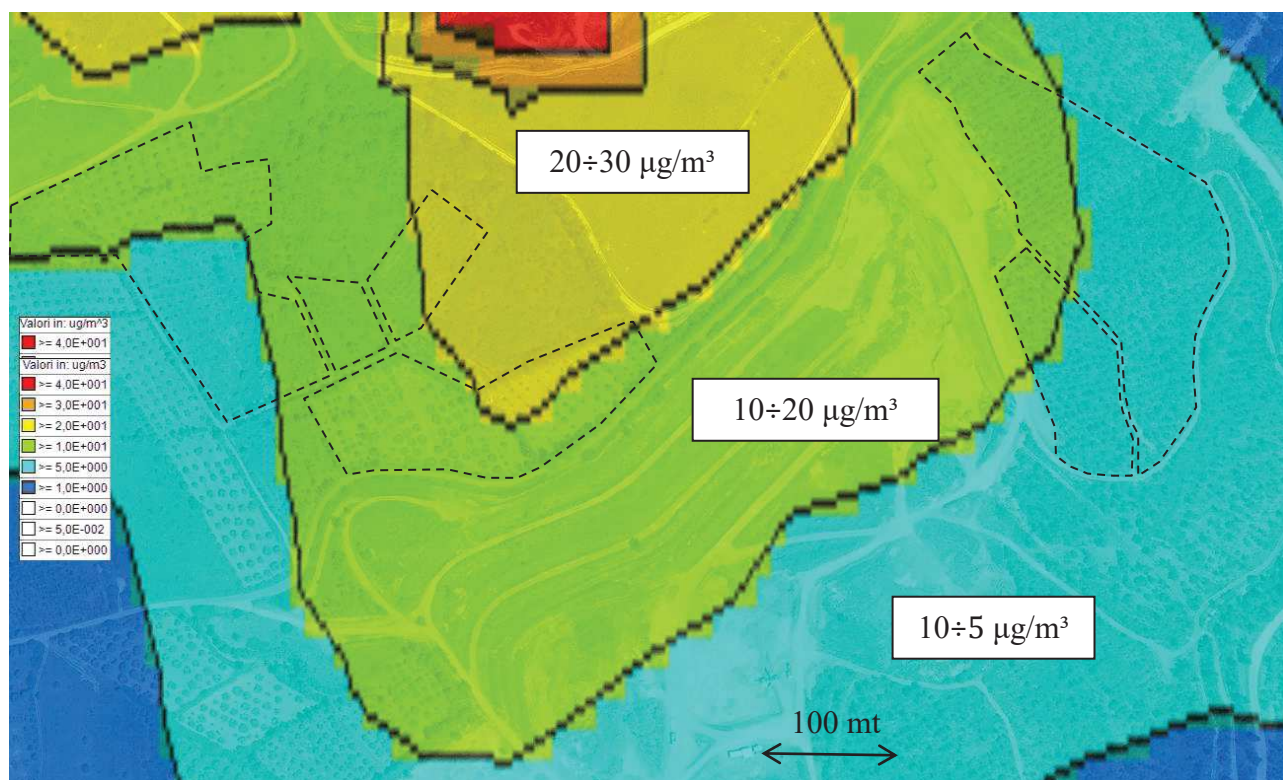 20÷30 µg/m³
Valori in: ug/m^3
>= 4,0E+001
Valori in: ug/m3
>= 4,0E+001
>= 3,0E+001
>= 2,0E+001
>= 1,0E+001
>= 5,0E+000
>= 1,0E+000
>= 0,0E+000
>= 5,0E-002
>= 0,0E+000
10÷20 µg/m³
10÷5 µg/m³
100 mt